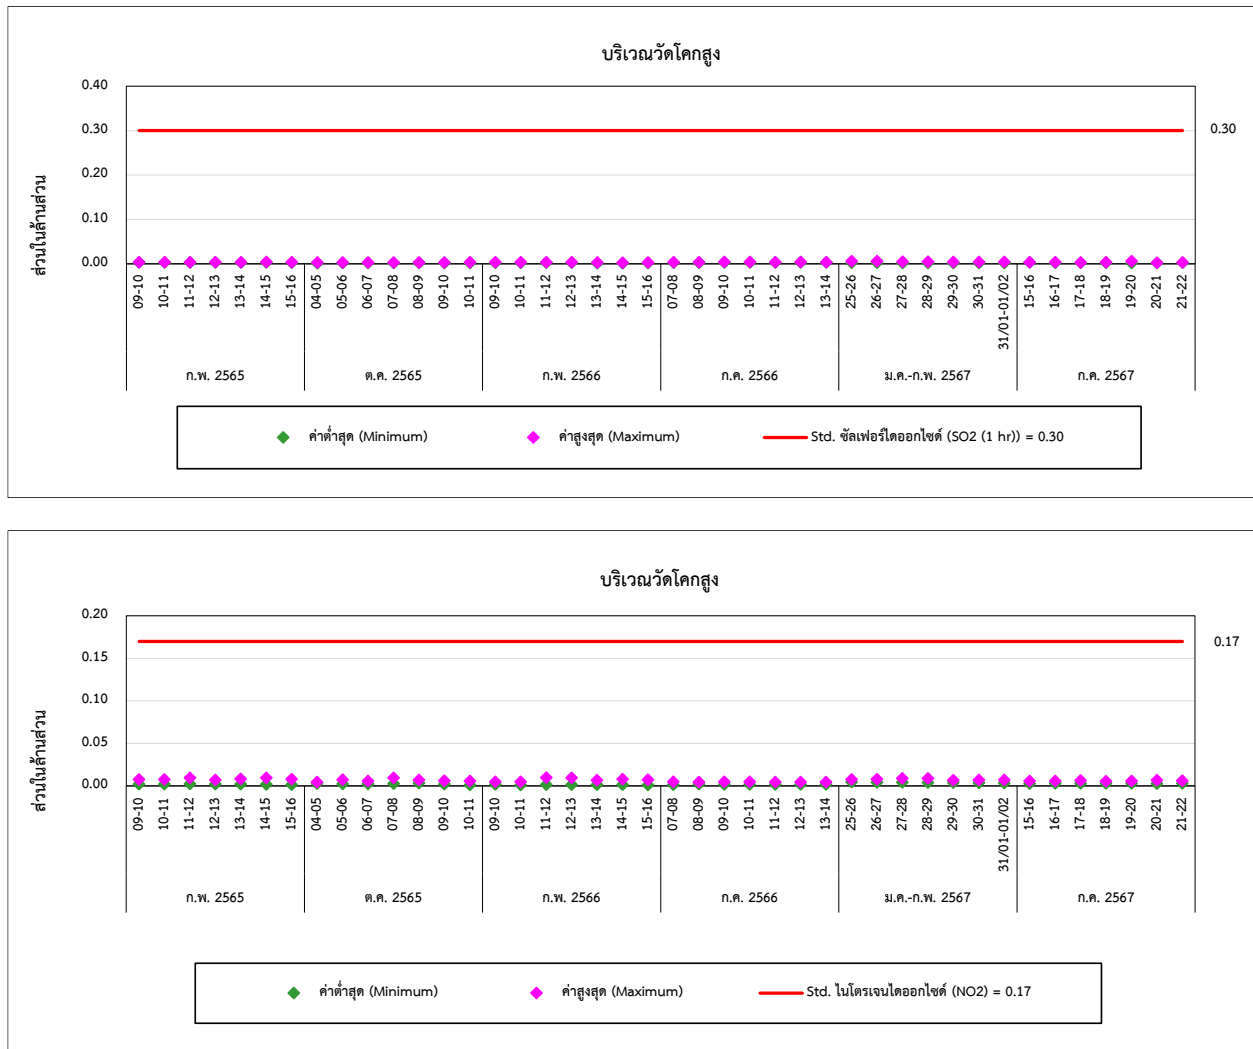 บริเวณวัดโคกสูง
ส่วนในล้านส่วน
0.40
0.30
0.20
0.10
0.00
0.30
09-10 10-11 11-12 12-13 13-14 14-15 15-16 04-05 05-06 06-07 07-08 08-09 09-10 10-11 09-10 10-11 11-12 12-13 13-14 14-15 15-16 07-08 08-09 09-10 10-11 11-12 12-13 13-14 25-26 26-27 27-28 28-29 29-30 30-31 31/01-01/02 15-16 16-17 17-18 18-19 19-20 20-21 21-22
ก.พ. 2565 ต.ค. 2565 ก.พ. 2566 ก.ค. 2566 ม.ค.-ก.พ. 2567 ก.ค. 2567
ค่าต่ำสุด (Minimum) ค่าสูงสุด (Maximum) Std. ซัลเฟอร์ไดออกไซด์ (SO2 (1 hr)) = 0.30
บริเวณวัดโคกสูง
ส่วนในล้านส่วน
0.20
0.15
0.10
0.05
0.00
0.17
09-10 10-11 11-12 12-13 13-14 14-15 15-16 04-05 05-06 06-07 07-08 08-09 09-10 10-11 09-10 10-11 11-12 12-13 13-14 14-15 15-16 07-08 08-09 09-10 10-11 11-12 12-13 13-14 25-26 26-27 27-28 28-29 29-30 30-31 31/01-01/02 15-16 16-17 17-18 18-19 19-20 20-21 21-22
ก.พ. 2565 ต.ค. 2565 ก.พ. 2566 ก.ค. 2566 ม.ค.-ก.พ. 2567 ก.ค. 2567
ค่าต่ำสุด (Minimum) ค่าสูงสุด (Maximum) Std. ไนโตรเจนไดออกไซด์ (NO2) = 0.17